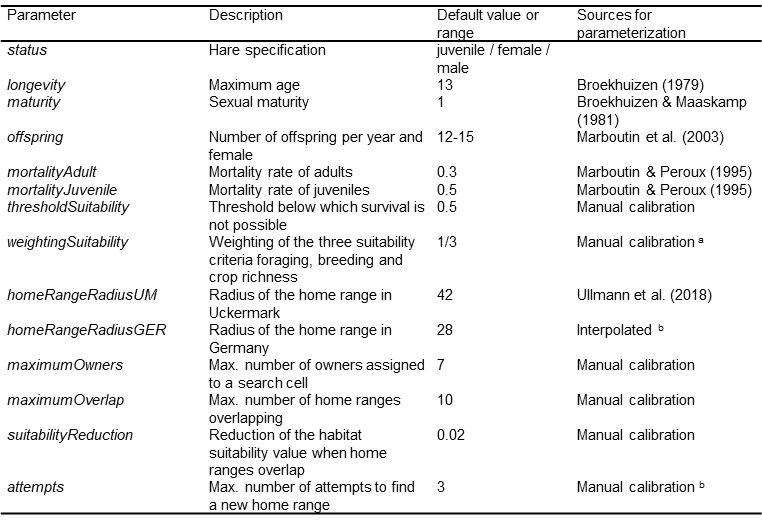 Parameter Description Default value or Sources for
range parameterization
status Hare specification juvenile / female /
male
longevity Maximum age 13 Broekhuizen (1979)
maturity Sexual maturity 1 Broekhuizen & Maaskamp
(1981)
offspring Number of offspring per year and 12-15 Marboutin et al. (2003)
female
mortalityAdult Mortality rate of adults 0.3 Marboutin & Peroux (1995)
mortalityJuvenile Mortality rate of juveniles 0.5 Marboutin & Peroux (1995)
thresholdSuitability Threshold below which survival is 0.5 Manual calibration
not possible
weightingSuitability Weighting of the three suitability 1/3 Manual calibration a
criteria foraging, breeding and
crop richness
homeRangeRadiusUM Radius of the home range in 42 Ullmann et al. (2018)
Uckermark
homeRangeRadiusGER Radius of the home range in 28 Interpolated b
Germany
maximumOwners Max. number of owners assigned 7 Manual calibration
to a search cell
maximumOverlap Max. number of home ranges 10 Manual calibration
overlapping
suitabilityReduction Reduction of the habitat 0.02 Manual calibration
suitability value when home
ranges overlap
attempts Max. number of attempts to find 3 Manual calibration b
a new home range